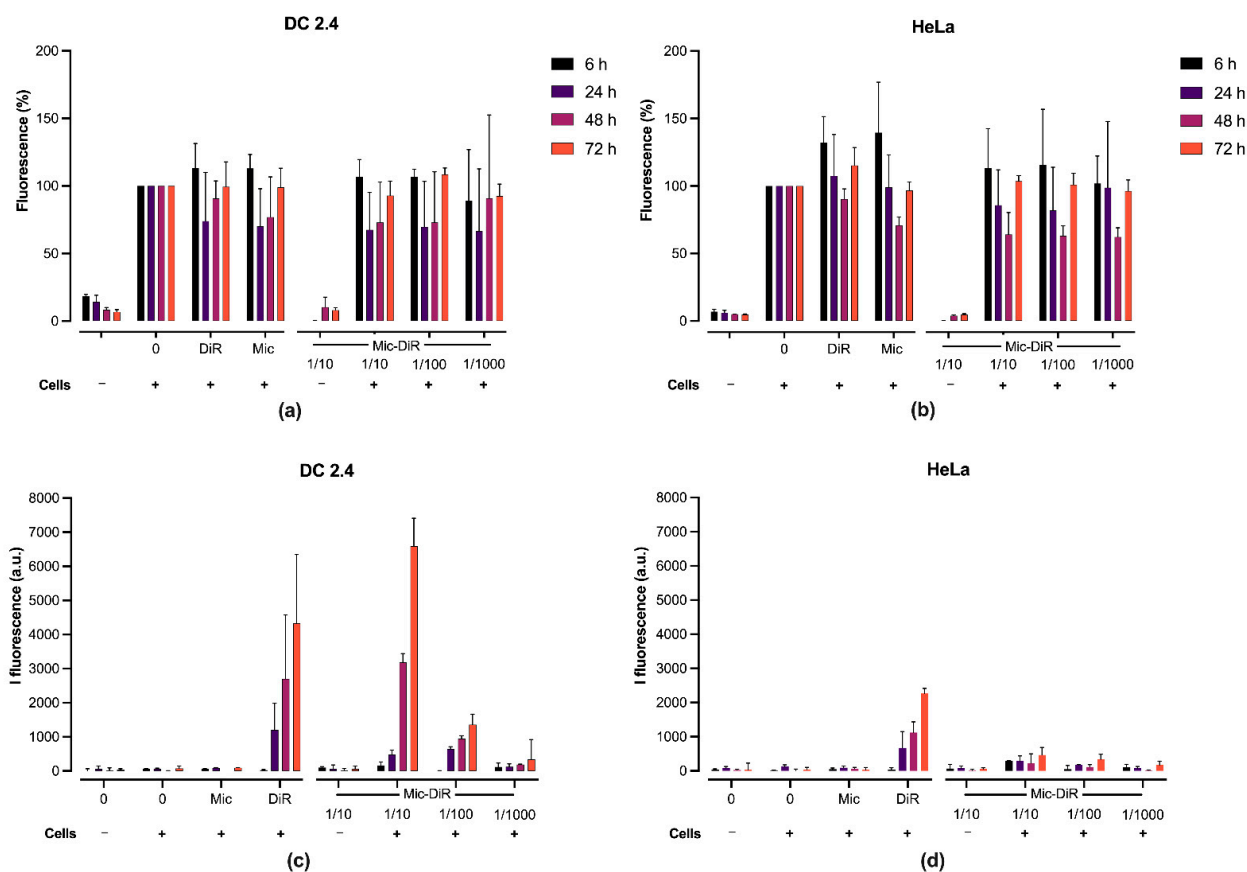 DC 2.4
Fluorescence (%)
200
150
100
50
0
6 h
24 h
48 h
72 h
0 DiR Mic Mic-DiR
1/10 1/10 1/100 1/1000
Cells – + + + – + + +
(a)
HeLa
Fluorescence (%)
200
150
100
50
0
6 h
24 h
48 h
72 h
0 DiR Mic Mic-DiR
1/10 1/10 1/100 1/1000
Cells – + + + – + + +
(b)
DC 2.4
I fluorescence (a.u.)
8000
7000
6000
5000
4000
3000
2000
1000
0
0 0 Mic DiR Mic-DiR
1/10 1/10 1/100 1/1000
Cells – + + + – + + +
(c)
HeLa
I fluorescence (a.u.)
8000
7000
6000
5000
4000
3000
2000
1000
0
0 0 Mic DiR Mic-DiR
1/10 1/10 1/100 1/1000
Cells – + + + – + + +
(d)